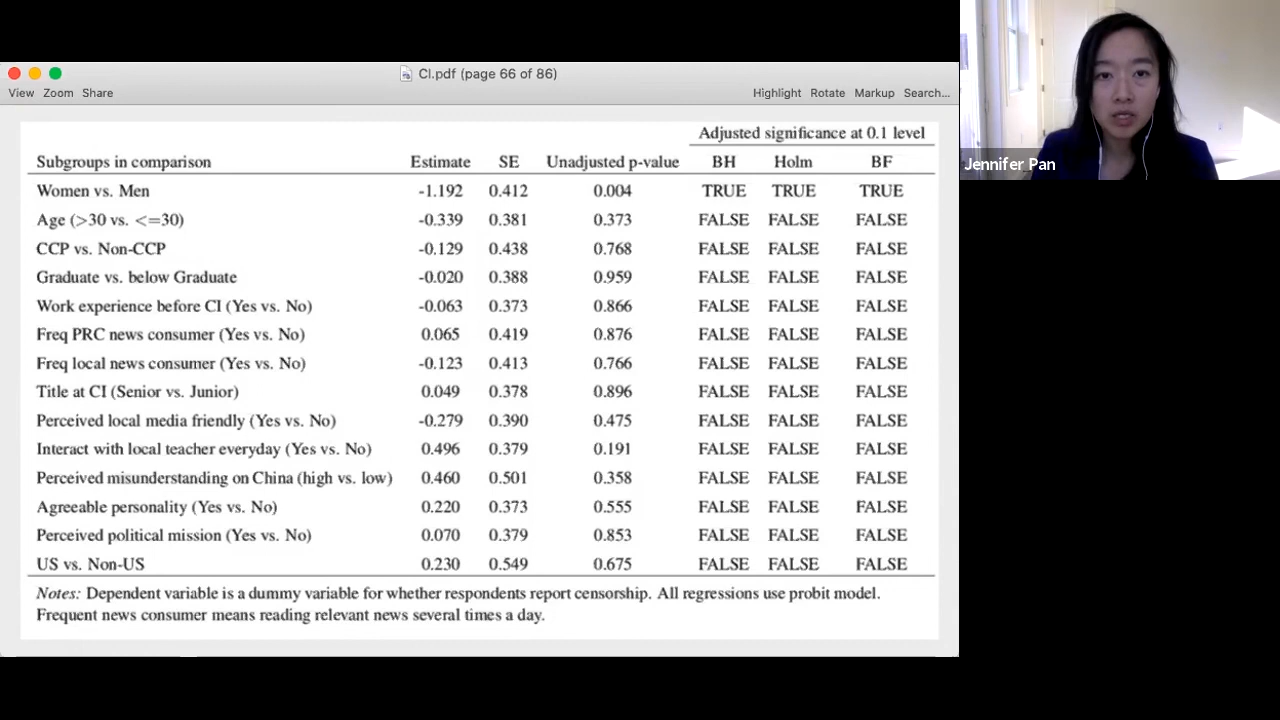 CI.pdf (page 66 of 86)
View Zoom Share Highlight Rotate Markup Search...
Jennifer Pan
Adjusted significance at 0.1 level
Subgroups in comparison Estimate SE Unadjusted p-value BH Holm BF
Women vs. Men -1.192 0.412 0.004 TRUE TRUE TRUE
Age (>30 vs. <=30) -0.339 0.381 0.373 FALSE FALSE FALSE
CCP vs. Non-CCP -0.129 0.438 0.768 FALSE FALSE FALSE
Graduate vs. below Graduate -0.020 0.388 0.959 FALSE FALSE FALSE
Work experience before CI (Yes vs. No) -0.063 0.373 0.866 FALSE FALSE FALSE
Freq PRC news consumer (Yes vs. No) 0.065 0.419 0.876 FALSE FALSE FALSE
Freq local news consumer (Yes vs. No) -0.123 0.413 0.766 FALSE FALSE FALSE
Title at CI (Senior vs. Junior) 0.049 0.378 0.896 FALSE FALSE FALSE
Perceived local media friendly (Yes vs. No) -0.279 0.390 0.475 FALSE FALSE FALSE
Interact with local teacher everyday (Yes vs. No) 0.496 0.379 0.191 FALSE FALSE FALSE
Perceived misunderstanding on China (high vs. low) 0.460 0.501 0.358 FALSE FALSE FALSE
Agreeable personality (Yes vs. No) 0.220 0.373 0.555 FALSE FALSE FALSE
Perceived political mission (Yes vs. No) 0.070 0.379 0.853 FALSE FALSE FALSE
US vs. Non-US 0.230 0.549 0.675 FALSE FALSE FALSE
Notes: Dependent variable is a dummy variable for whether respondents report censorship. All regressions use probit model.
Frequent news consumer means reading relevant news several times a day.